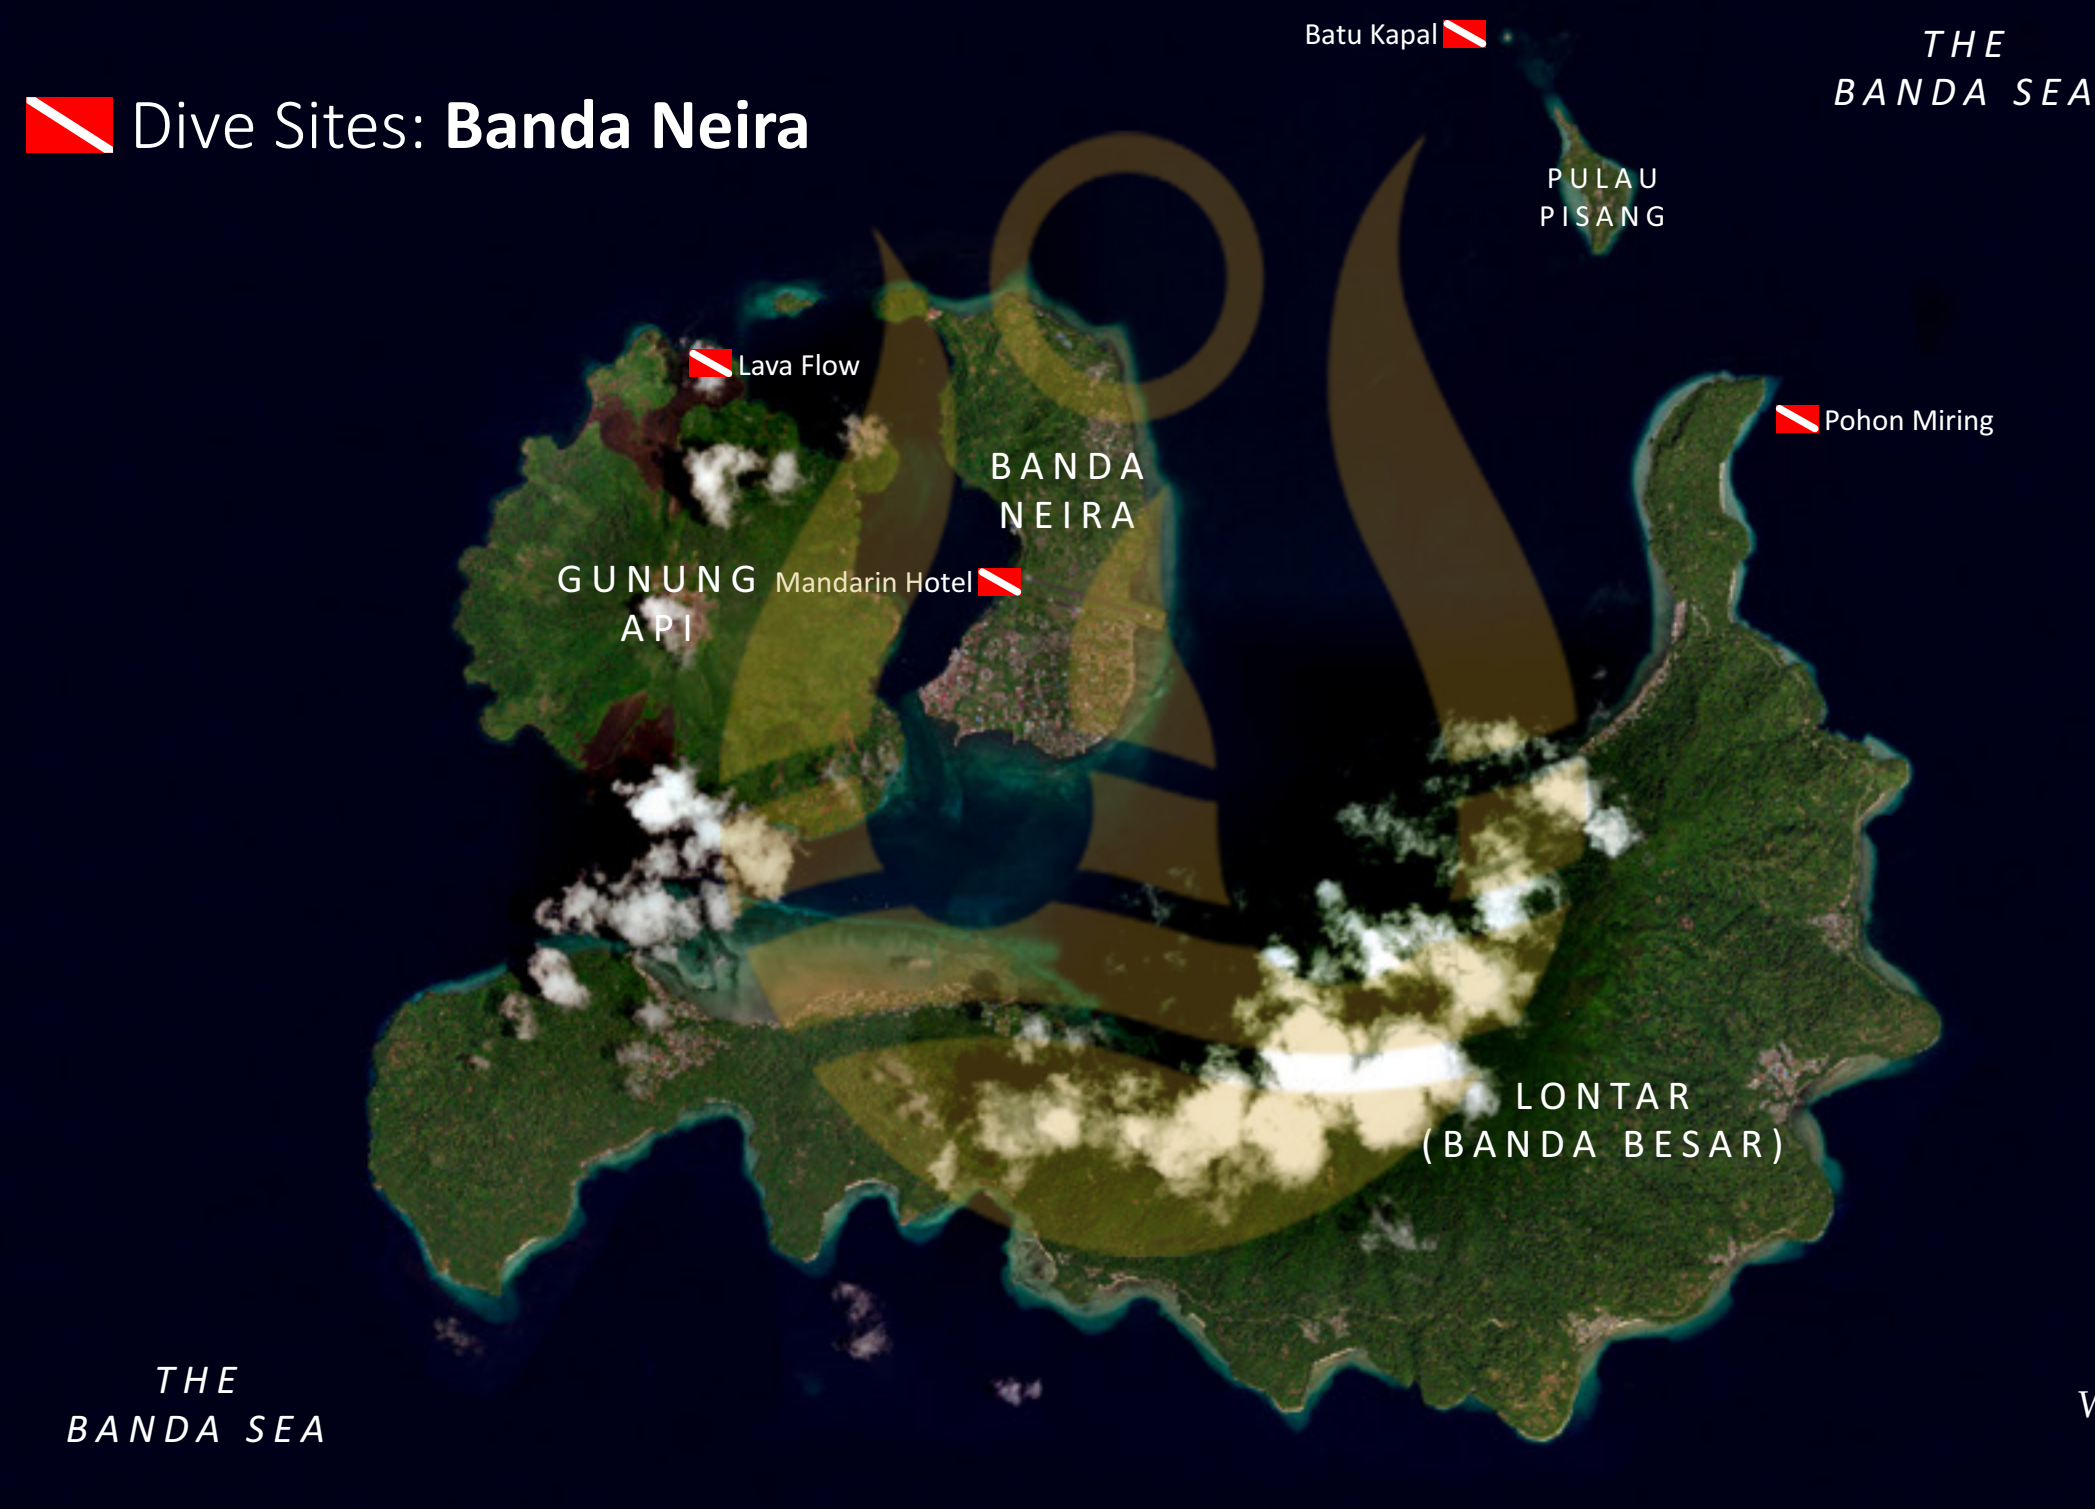 Batu Kapal
THE
BANDA SEA
Dive Sites: Banda Neira
PULAU
PISANG
Lava Flow
Pohon Miring
BANDA
NEIRA
GUNUNG
API
Mandarin Hotel
LONTAR
(BANDA BESAR)
THE
BANDA SEA